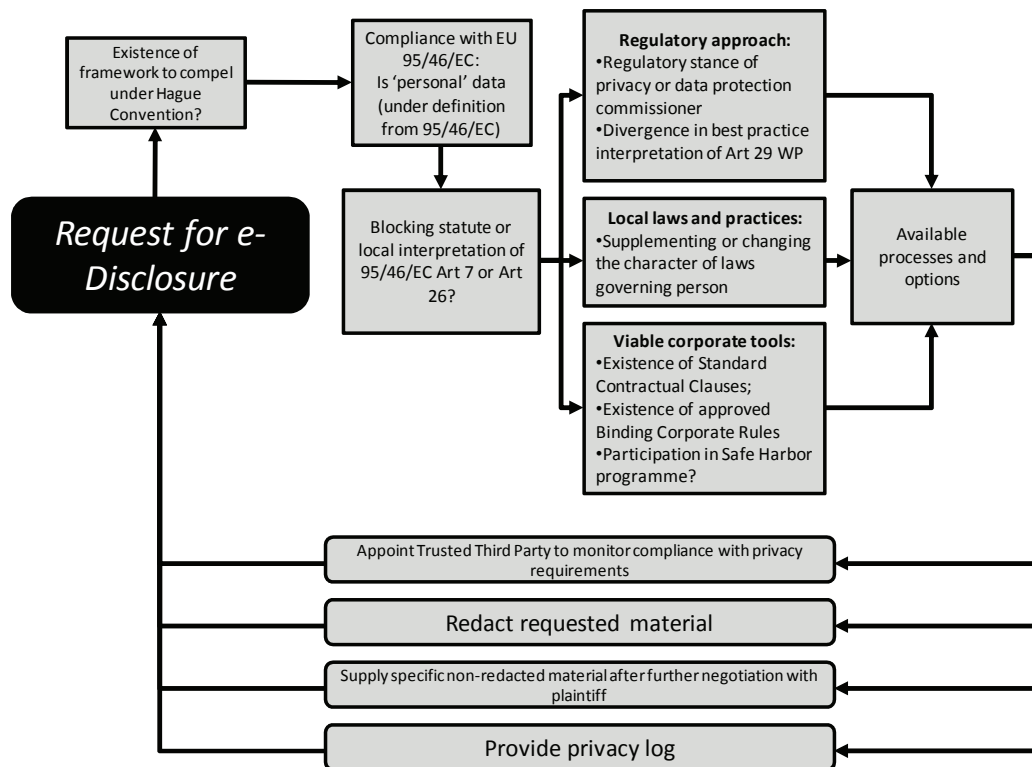 Existence of
framework to compel
under Hague
Convention?
Compliance with EU
95/46/EC:
Is ‘personal’ data
(under definition
from 95/46/EC)
Regulatory approach:
•Regulatory stance of
privacy or data protection
commissioner
•Divergence in best practice
interpretation of Art 29 WP
Request for e-
Disclosure
Blocking statute or
local interpretation of
95/46/EC Art 7 or Art
26?
Local laws and practices:
•Supplementing or changing
the character of laws
governing person
Available
processes and
options
Viable corporate tools:
•Existence of Standard
Contractual Clauses;
•Existence of approved
Binding Corporate Rules
•Participation in Safe Harbor
programme?
Appoint Trusted Third Party to monitor compliance with privacy
requirements
Redact requested material
Supply specific non-redacted material after further negotiation with
plaintiff
Provide privacy log